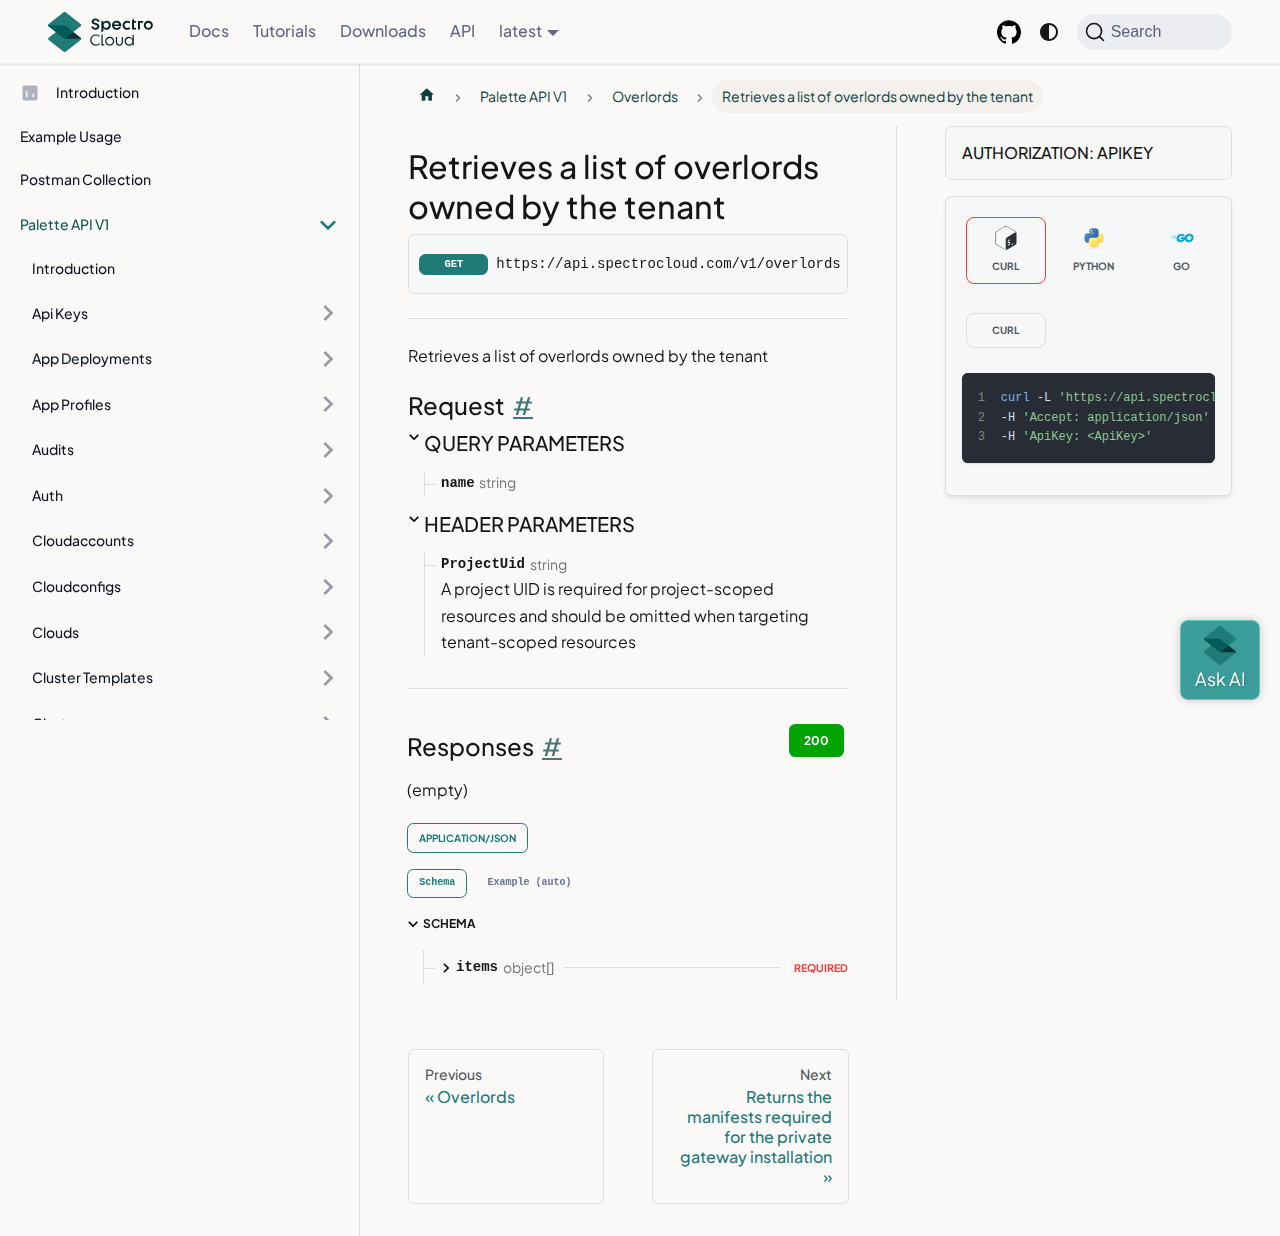 Spectro
Cloud
Docs
Tutorials
Downloads
API
latest
Search
Introduction
Example Usage
Postman Collection
Palette API V1
Introduction
Api Keys
App Deployments
App Profiles
Audits
Auth
Cloudaccounts
Cloudconfigs
Clouds
Cluster Templates
Palette API V1
Overlords
Retrieves a list of overlords owned by the tenant
Retrieves a list of overlords
owned by the tenant
GET https://api.spectrocloud.com/v1/overlords
Retrieves a list of overlords owned by the tenant
Request #
QUERY PARAMETERS
name string
HEADER PARAMETERS
ProjectUid string
A project UID is required for project-scoped
resources and should be omitted when targeting
tenant-scoped resources
Responses #
200
(empty)
APPLICATION/JSON
Schema
Example (auto)
SCHEMA
items object[]
REQUIRED
Previous
« Overlords
Next
Returns the
manifests required
for the private
gateway installation
»
AUTHORIZATION: APIKEY
CURL
PYTHON
GO
GO
CURL
1 curl -L 'https://api.spectrocl
2 -H 'Accept: application/json'
3 -H 'ApiKey: <ApiKey>'
Ask AI